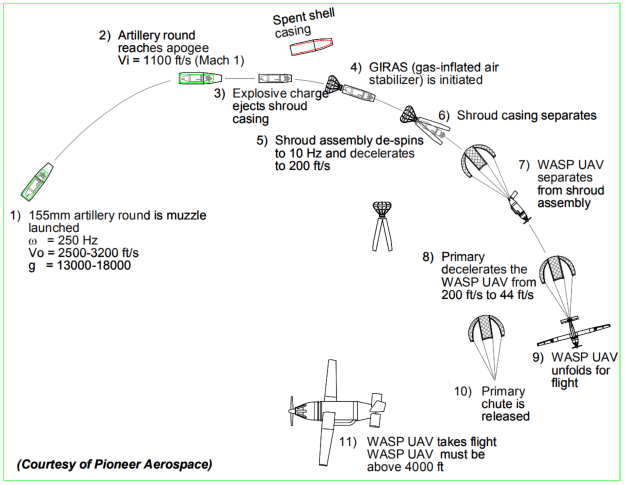 Spent shell
casing
2) Artillery round
reaches apogee
Vi = 1100 ft/s (Mach 1)
4) GIRAS (gas-inflated air
stabilizer) is initiated
3) Explosive charge
ejects shroud
casing
6) Shroud casing separates
5) Shroud assembly de-spins
to 10 Hz and decelerates
to 200 ft/s
7) WASP UAV
separates
from shroud
assembly
1) 155mm artillery round is muzzle
launched
ω = 250 Hz
Vo = 2500-3200 ft/s
g = 13000-18000
8) Primary
decelerates the
WASP UAV from
200 ft/s to 44 ft/s
9) WASP UAV
unfolds for
flight
10) Primary
chute is
released
11) WASP UAV takes flight
WASP UAV must be
above 4000 ft
(Courtesy of Pioneer Aerospace)